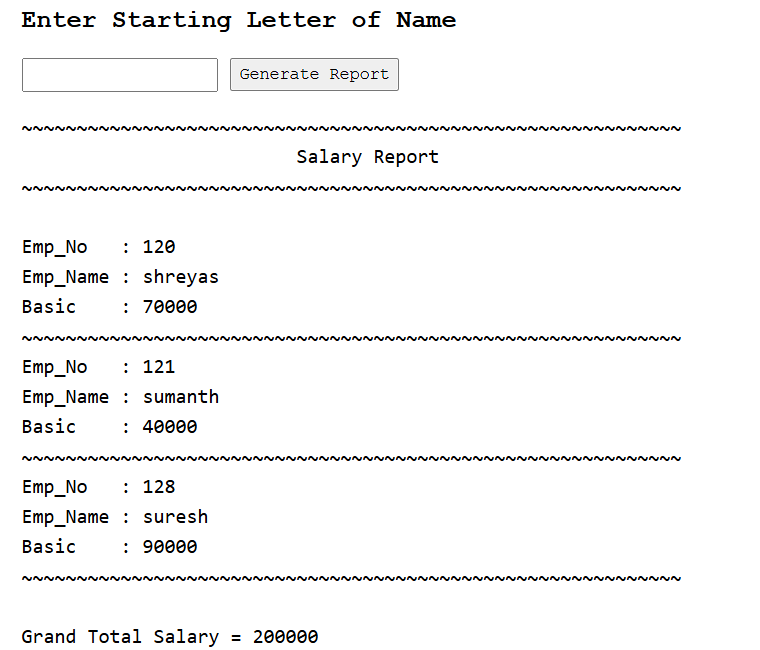 Enter Starting Letter of Name
Generate Report
~~~~~~~~~~~~~~~~~~~~~~~~~~~~~~~~~~~~~~~~~~~~~~~~~~~~~~~~~~~~
Salary Report
~~~~~~~~~~~~~~~~~~~~~~~~~~~~~~~~~~~~~~~~~~~~~~~~~~~~~~~~~~~~
Emp_No   : 120
Emp_Name : shreyas
Basic    : 70000
~~~~~~~~~~~~~~~~~~~~~~~~~~~~~~~~~~~~~~~~~~~~~~~~~~~~~~~~~~~~
Emp_No   : 121
Emp_Name : sumanth
Basic    : 40000
~~~~~~~~~~~~~~~~~~~~~~~~~~~~~~~~~~~~~~~~~~~~~~~~~~~~~~~~~~~~
Emp_No   : 128
Emp_Name : suresh
Basic    : 90000
~~~~~~~~~~~~~~~~~~~~~~~~~~~~~~~~~~~~~~~~~~~~~~~~~~~~~~~~~~~~
Grand Total Salary = 200000